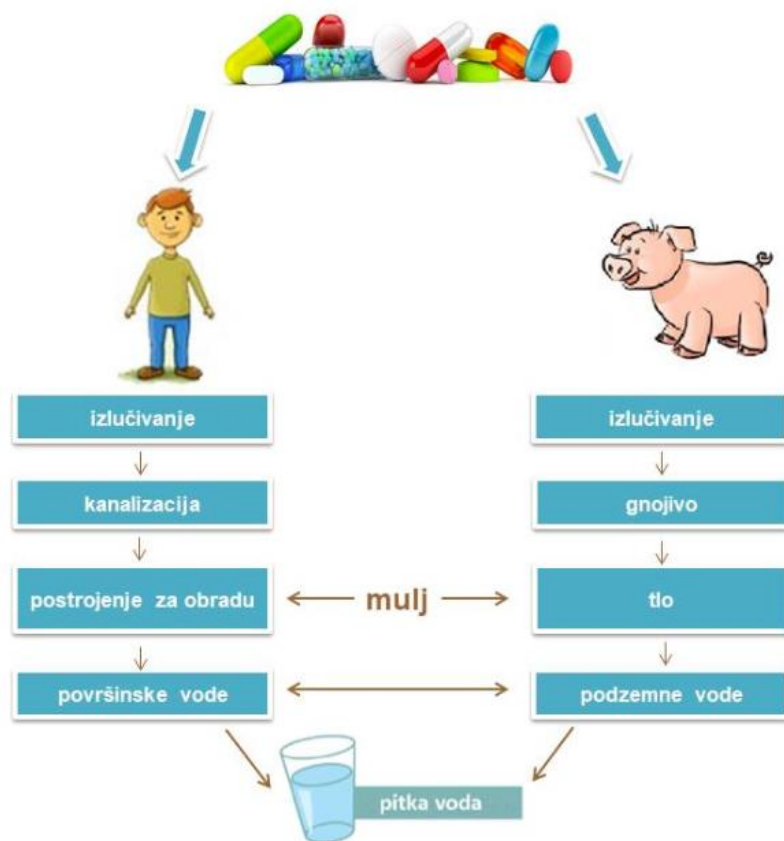 izlučivanje
izlučivanje
kanalizacija
gnojivo
postrojenje za obradu
mulj
tlo
površinske vode
podzemne vode
pitka voda